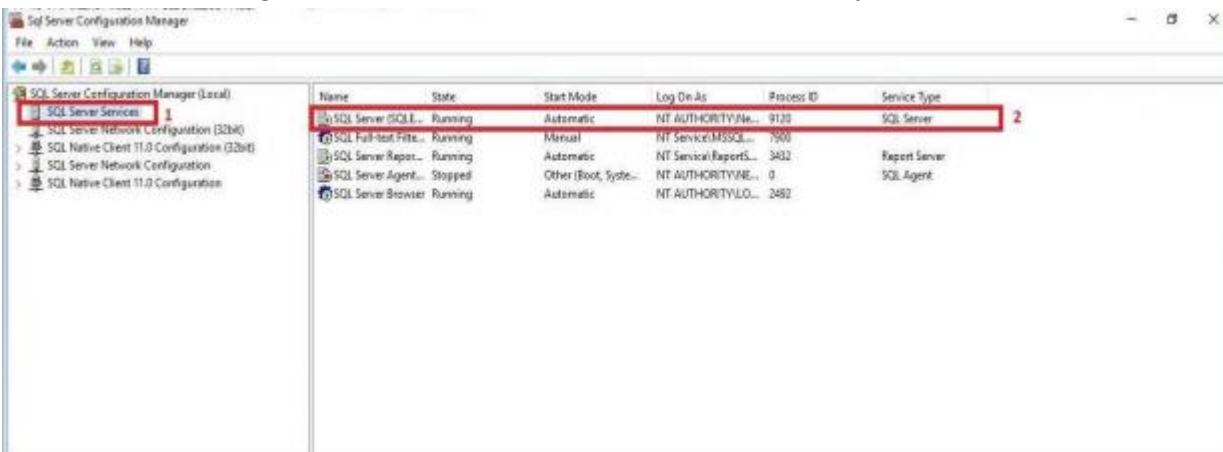 Sql Server Configuration Manager
File Action View Help
SQL Server Configuration Manager (Local)
SQL Server Services 1
SQL Server Network Configuration (32bit)
SQL Native Client 11.0 Configuration (32bit)
SQL Server Network Configuration
SQL Native Client 11.0 Configuration
Name State Start Mode Log On As Process ID Service Type
SQL Server (SQLE... Running Automatic NT AUTHORITY\Ne... 9120 SQL Server 2
SQL Full-text Filte... Running Manual NT Service\MSSQL... 7900
SQL Server Repor... Running Automatic NT Service\ReportS... 3432 Report Server
SQL Server Agent... Stopped Other (Boot, Syste... NT AUTHORITY\NE... 0 SQL Agent
SQL Server Browser Running Automatic NT AUTHORITY\LO... 2492